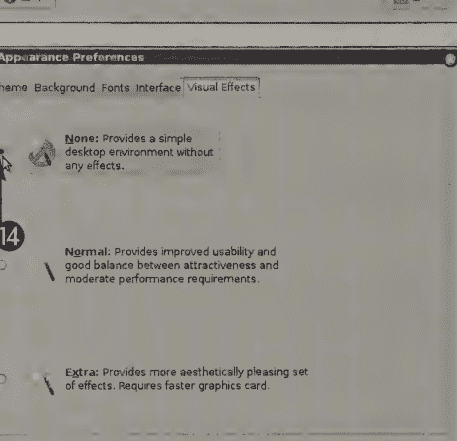 Appearance Preferences
heme Background Fonts Interface Visual Effects
None: Provides a simple
desktop environment without
any effects.
14
Normal: Provides improved usability and
good balance between attractiveness and
moderate performance requirements.
Extra: Provides more aesthetically pleasing set
of effects. Requres faster graphics card.